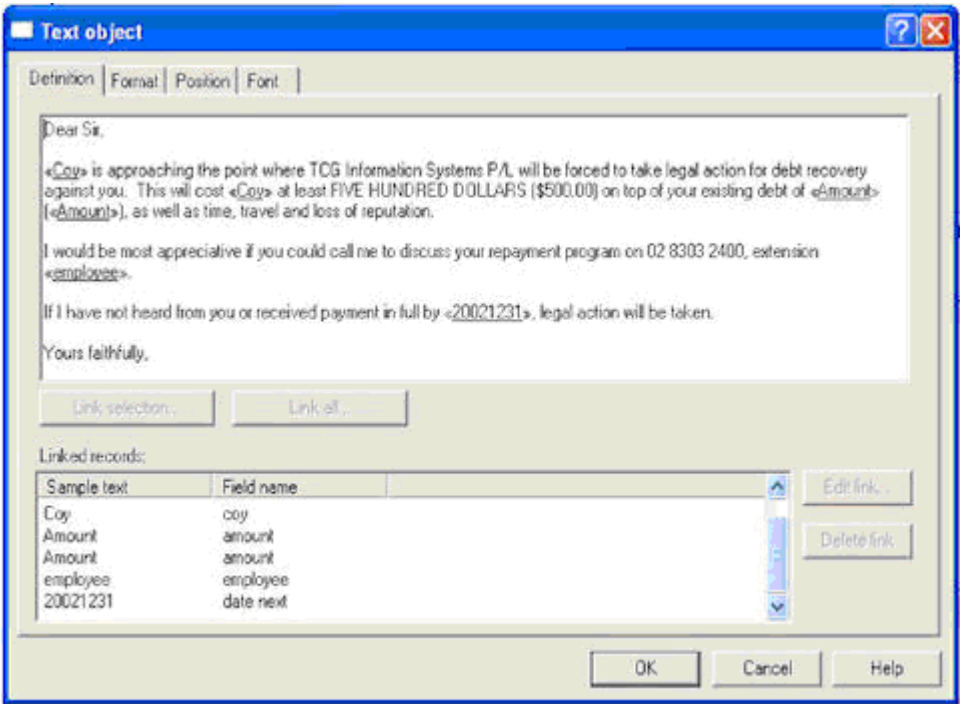 Text object
Definition Format Position Font
Dear Sir,
«Coy» is approaching the point where TCG Information Systems P/L will be forced to take legal action for debt recovery
against you. This will cost «Coy» at least FIVE HUNDRED DOLLARS ($500.00) on top of your existing debt of «Amount»
(«Amount»), as well as time, travel and loss of reputation.
I would be most appreciative if you could call me to discuss your repayment program on 02 8303 2400, extension
«employee».
If I have not heard from you or received payment in full by «20021231», legal action will be taken.
Yours faithfully,
Link selection... Link all...
Linked records:
Sample text Field name
Coy coy
Amount amount
Amount amount
employee employee
20021231 date next
Edit link...
Delete link
OK Cancel Help